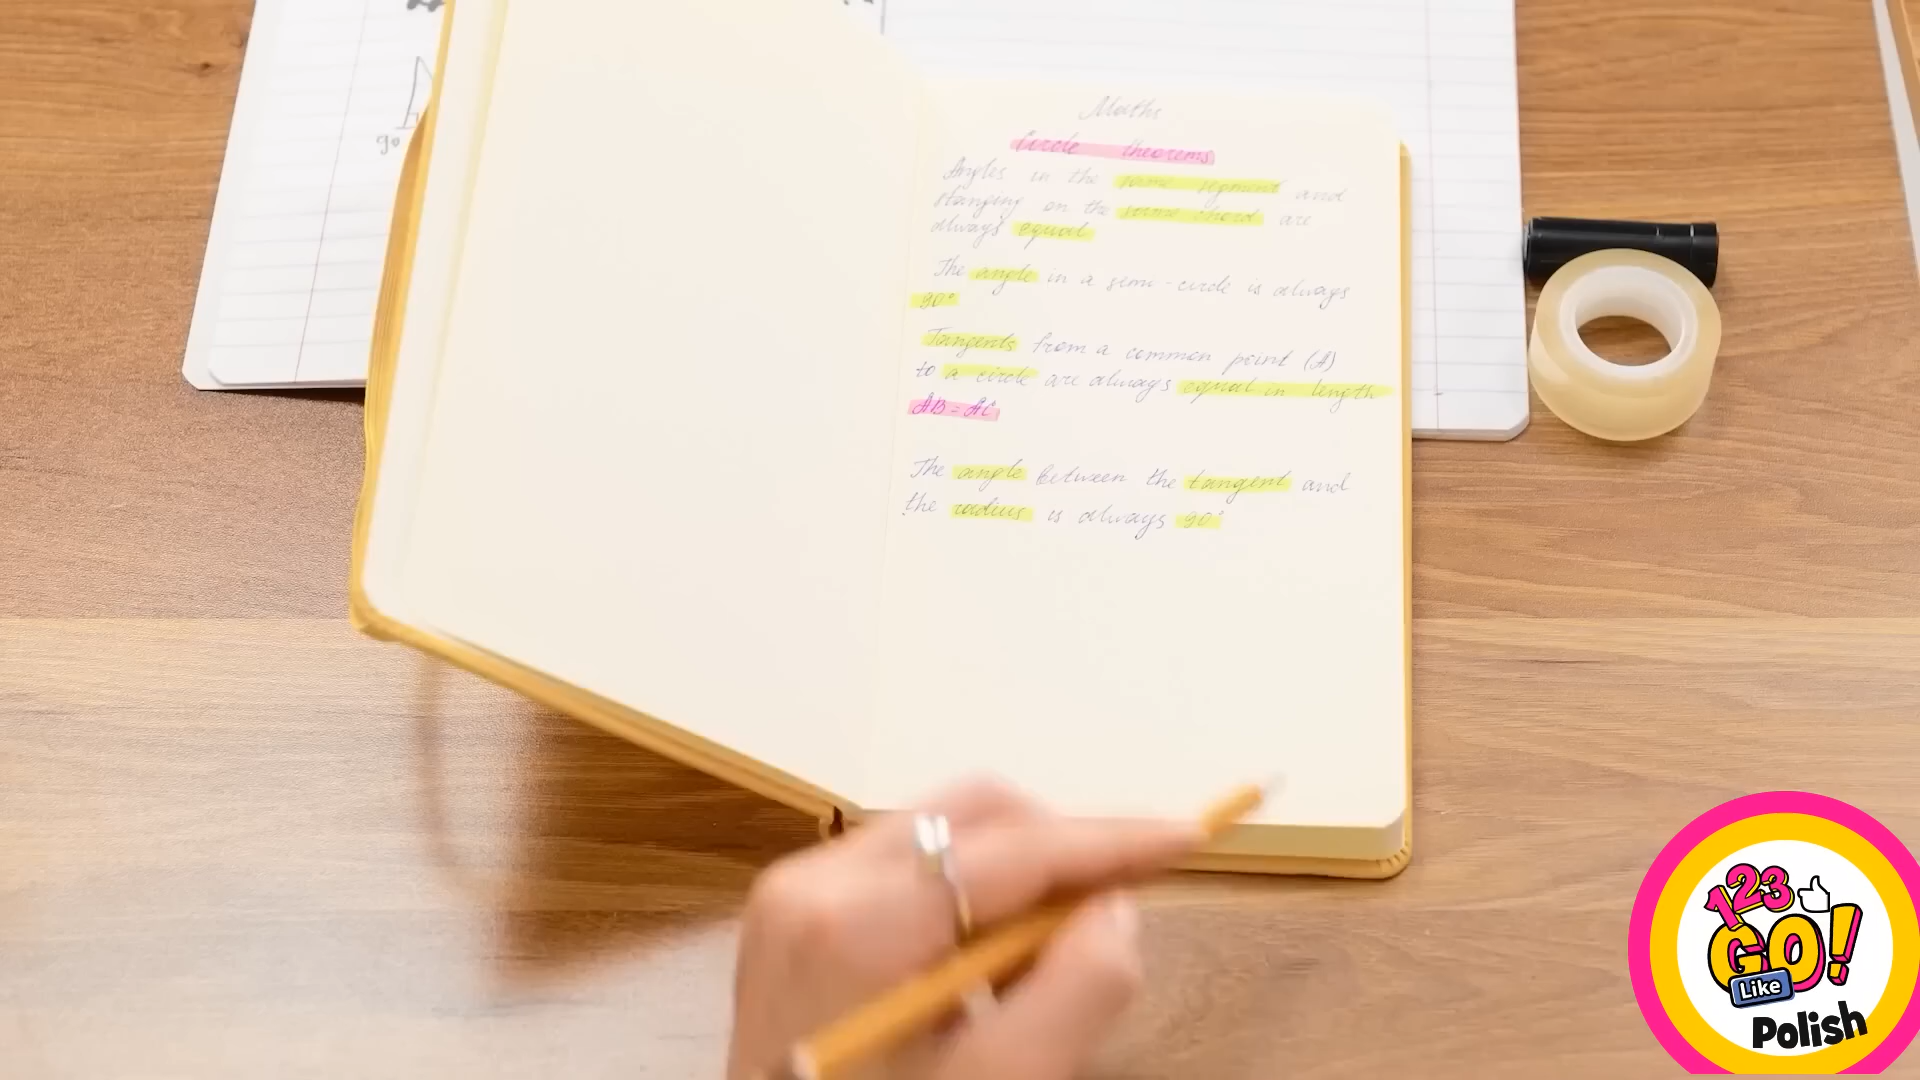 90
Maths
Circle theorems
Angles in the same segment and
stanging on the same chord are
always equal
The angle in a semi-circle is always
90°
Tangents from a common point (A)
to a circle are always equal in length
AB = AC
The angle between the tangent and
the radius is always 90°
123
GO!
Like
Polish